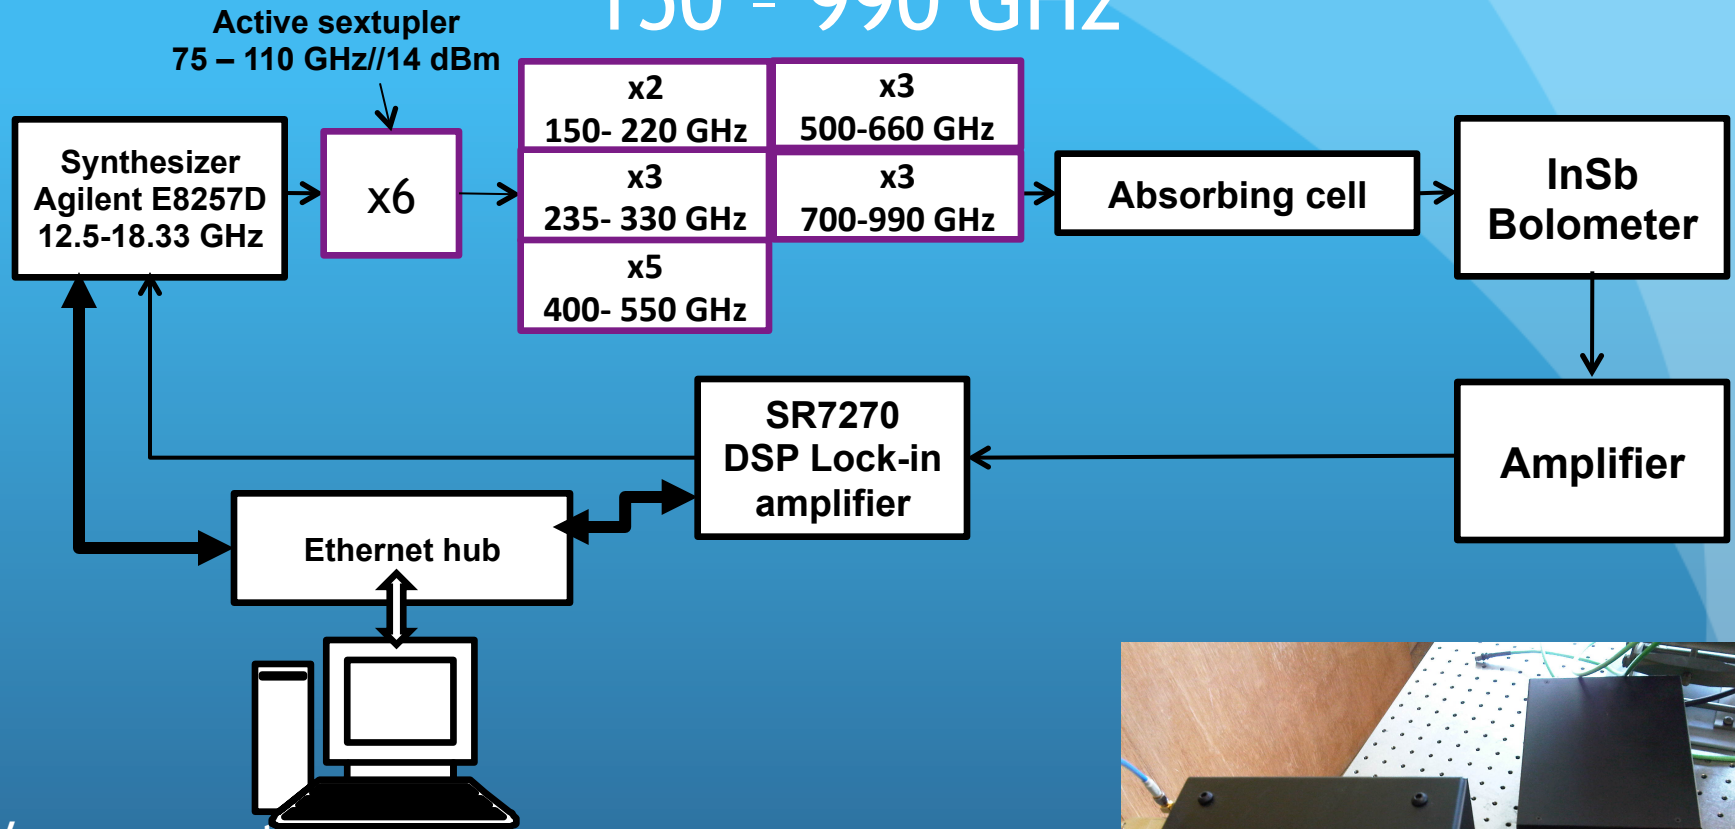 150 – 990 GHz
Active sextupler
75 – 110 GHz//14 dBm
Synthesizer
Agilent E8257D
12.5-18.33 GHz
x6
x2
150- 220 GHz
x3
235- 330 GHz
x5
400- 550 GHz
x3
500-660 GHz
x3
700-990 GHz
Absorbing cell
InSb
Bolometer
Amplifier
SR7270
DSP Lock-in
amplifier
Ethernet hub